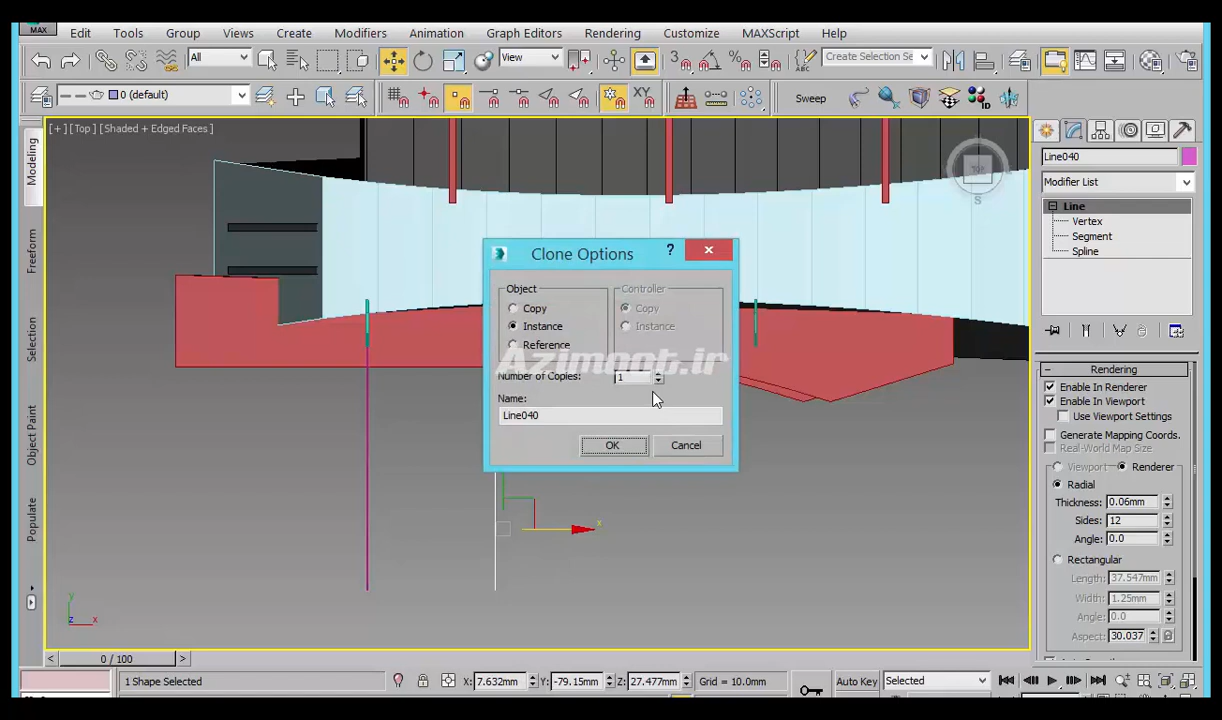 MAX
Edit Tools Group Views Create Modifiers Animation Graph Editors Rendering Customize MAXScript Help
All View Create Selection Se
0 (default) XY Sweep
[+] [Top] [Shaded + Edged Faces]
Modeling
Freeform
Selection
Object Paint
Populate
S
Line040
Modifier List
Line
Vertex
Segment
Spline
Clone Options ? ×
Object
Copy
Instance
Reference
Controller
Copy
Instance
Azimoot.ir
Number of Copies: 1
Name:
Line040
OK Cancel
x
y
z x
Rendering
Enable In Renderer
Enable In Viewport
Use Viewport Settings
Generate Mapping Coords.
Real-World Map Size
Viewport Renderer
Radial
Thickness: 0.06mm
Sides: 12
Angle: 0.0
Rectangular
Length: 37.547mm
Width: 1.25mm
Angle: 0.0
Aspect: 30.037
< 0 / 100 >
1 Shape Selected X: 7.632mm Y: -79.15mm Z: 27.477mm Grid = 10.0mm Auto Key Selected